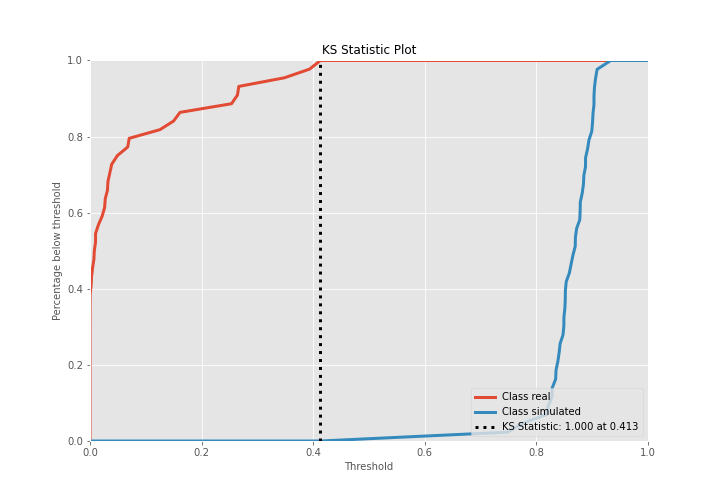 KS Statistic Plot
1.0
0.8
0.6
0.4
0.2
0.0
Percentage below threshold
0.0 0.2 0.4 0.6 0.8 1.0
Threshold
Class real
Class simulated
KS Statistic: 1.000 at 0.413